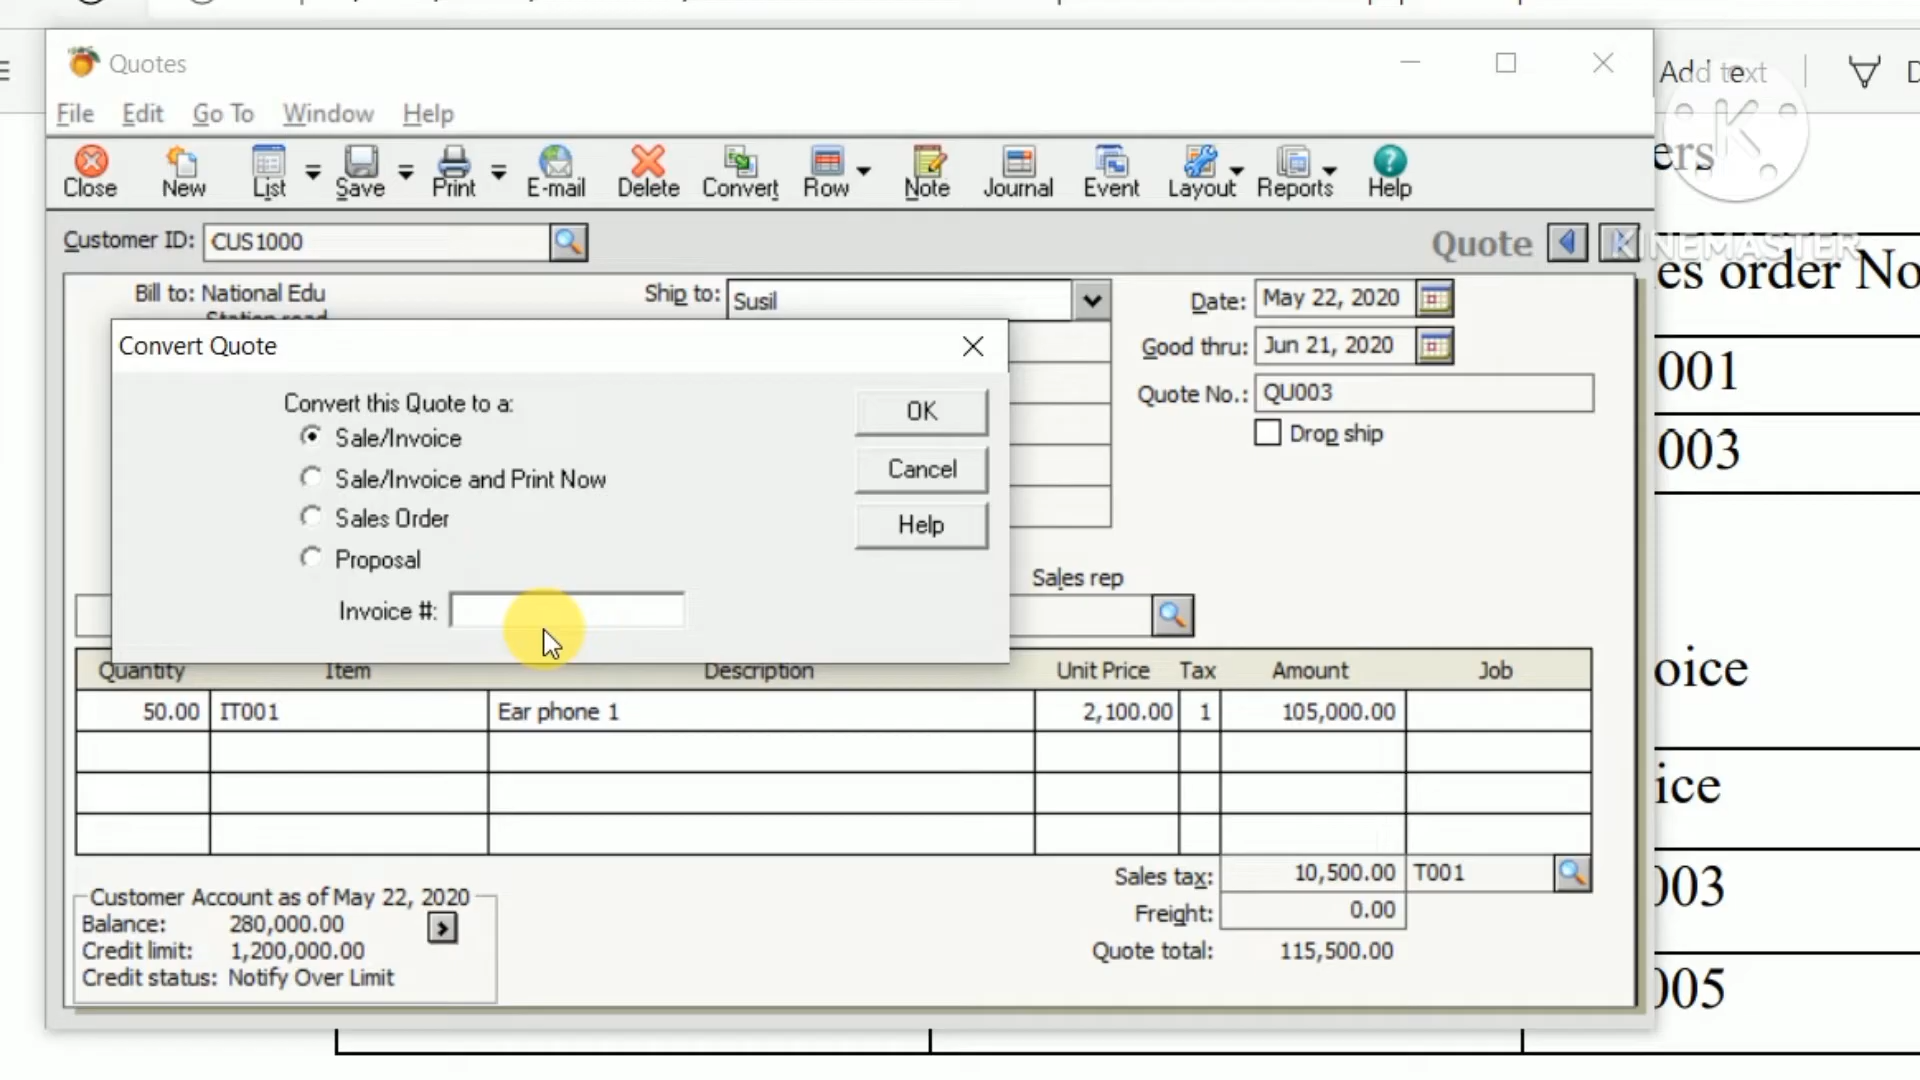 Quotes
File Edit Go To Window Help
Add text
Close New List Save Print E-mail Delete Convert Row Note Journal Event Layout Reports Help
ers
K
KINEMASTER
Customer ID: CUS1000
Quote
Bill to: National Edu
Station road
Ship to: Susil
Date: May 22, 2020
Good thru: Jun 21, 2020
Quote No.: QU003
Drop ship
es order No
001
003
Convert Quote
Convert this Quote to a:
Sale/Invoice
Sale/Invoice and Print Now
Sales Order
Proposal
Invoice #:
OK
Cancel
Help
Sales rep
oice
ice
003
005
Quantity Item Description Unit Price Tax Amount Job
50.00 IT001 Ear phone 1 2,100.00 1 105,000.00
Sales tax: 10,500.00 T001
Freight: 0.00
Quote total: 115,500.00
Customer Account as of May 22, 2020
Balance: 280,000.00
Credit limit: 1,200,000.00
Credit status: Notify Over Limit